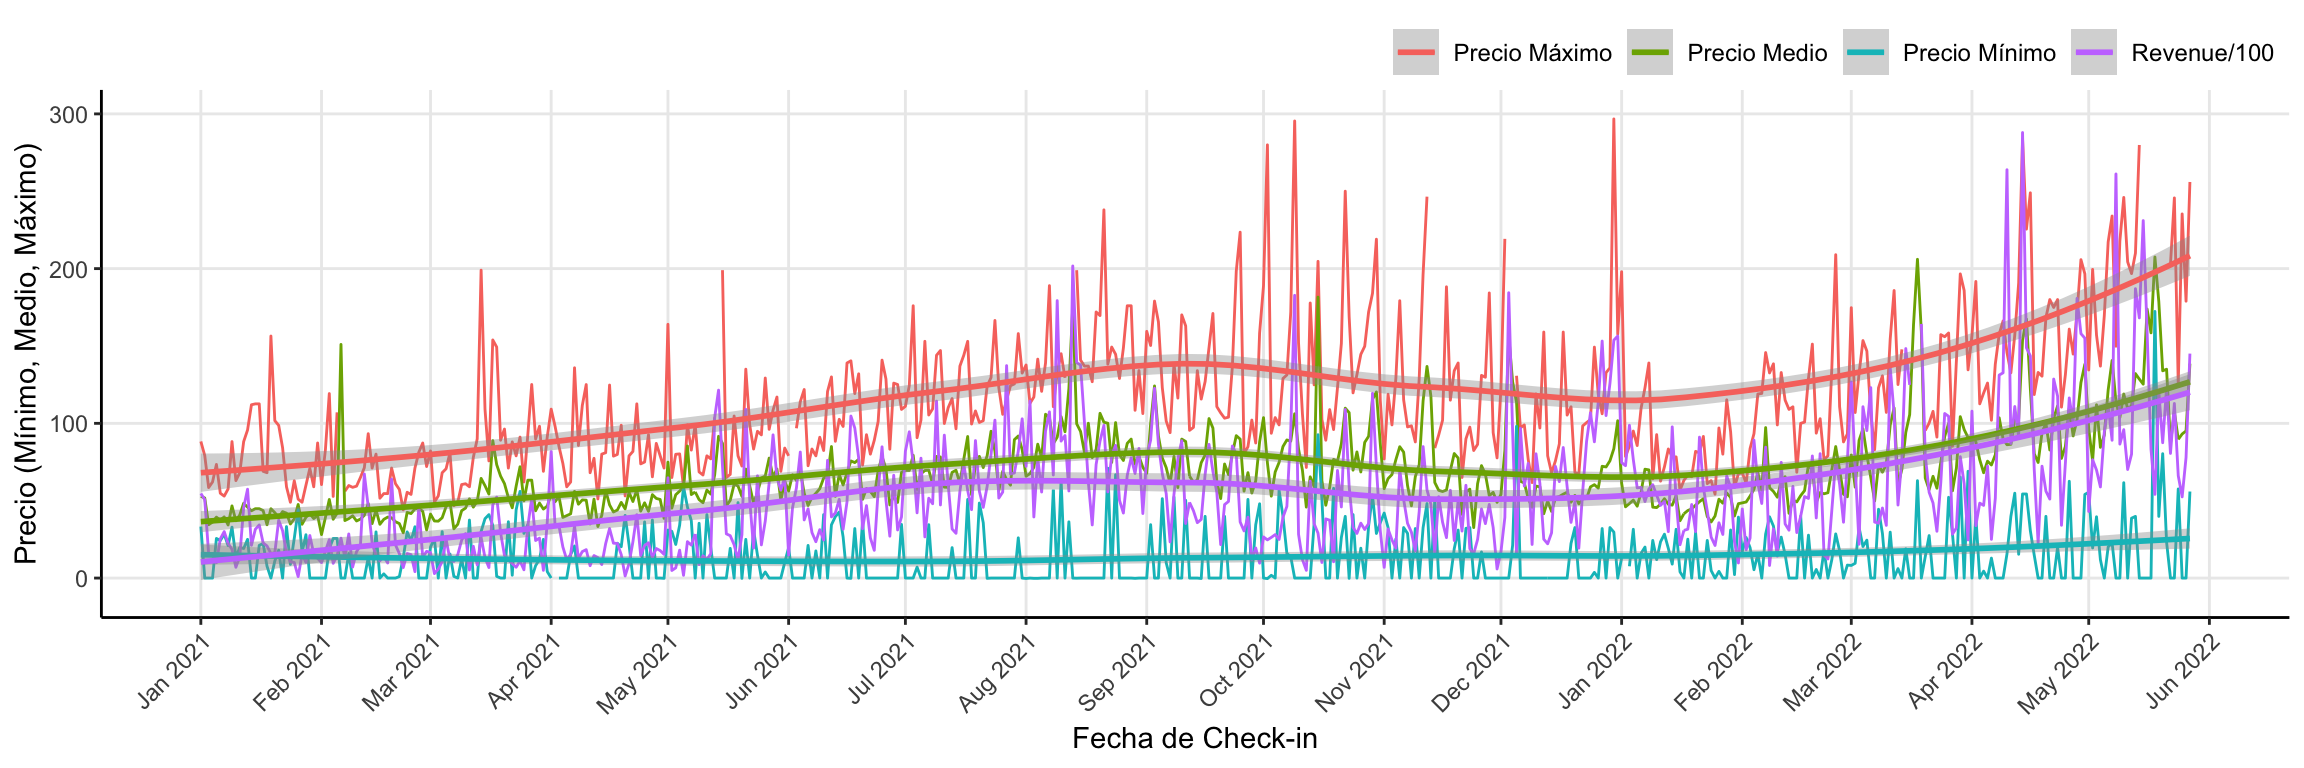 Precio Máximo Precio Medio Precio Mínimo Revenue/100
Precio (Mínimo, Medio, Máximo)
300
200
100
0
Jan 2021 Feb 2021 Mar 2021 Apr 2021 May 2021 Jun 2021 Jul 2021 Aug 2021 Sep 2021 Oct 2021 Nov 2021 Dec 2021 Jan 2022 Feb 2022 Mar 2022 Apr 2022 May 2022 Jun 2022
Fecha de Check-in